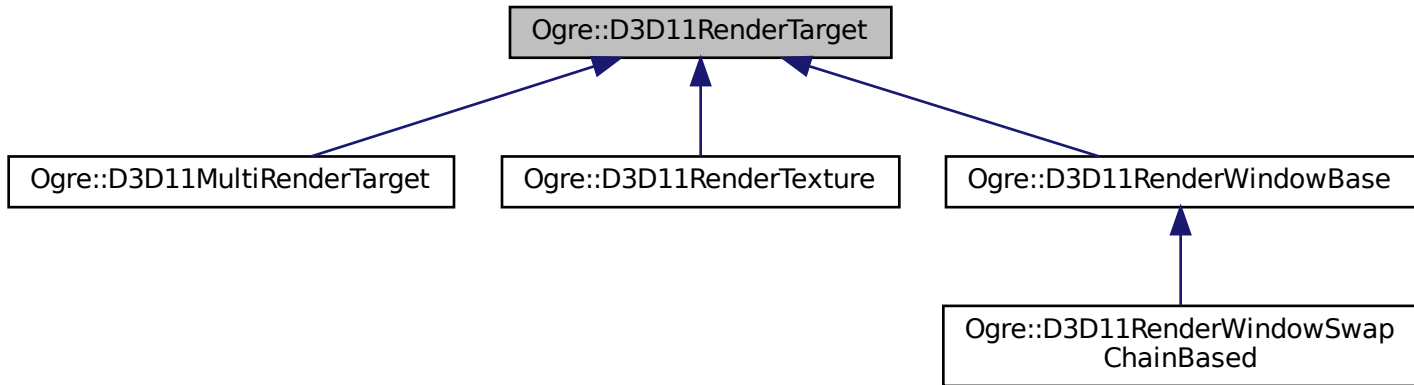 Ogre::D3D11RenderTarget
Ogre::D3D11MultiRenderTarget
Ogre::D3D11RenderTexture
Ogre::D3D11RenderWindowBase
Ogre::D3D11RenderWindowSwap
ChainBased